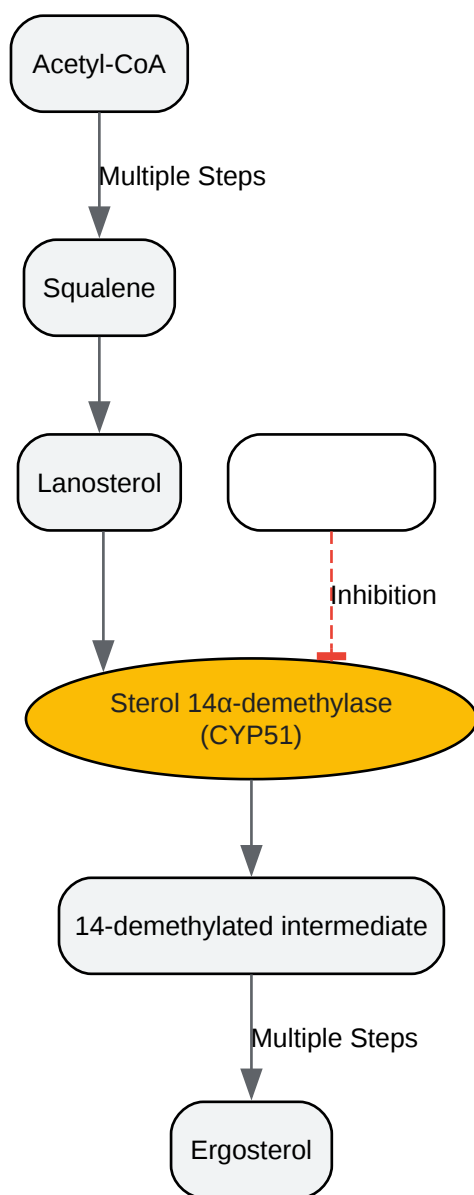 Acetyl-CoA
Multiple Steps
Squalene
Lanosterol
Inhibition
Sterol 14α-demethylase
(CYP51)
14-demethylated intermediate
Multiple Steps
Ergosterol